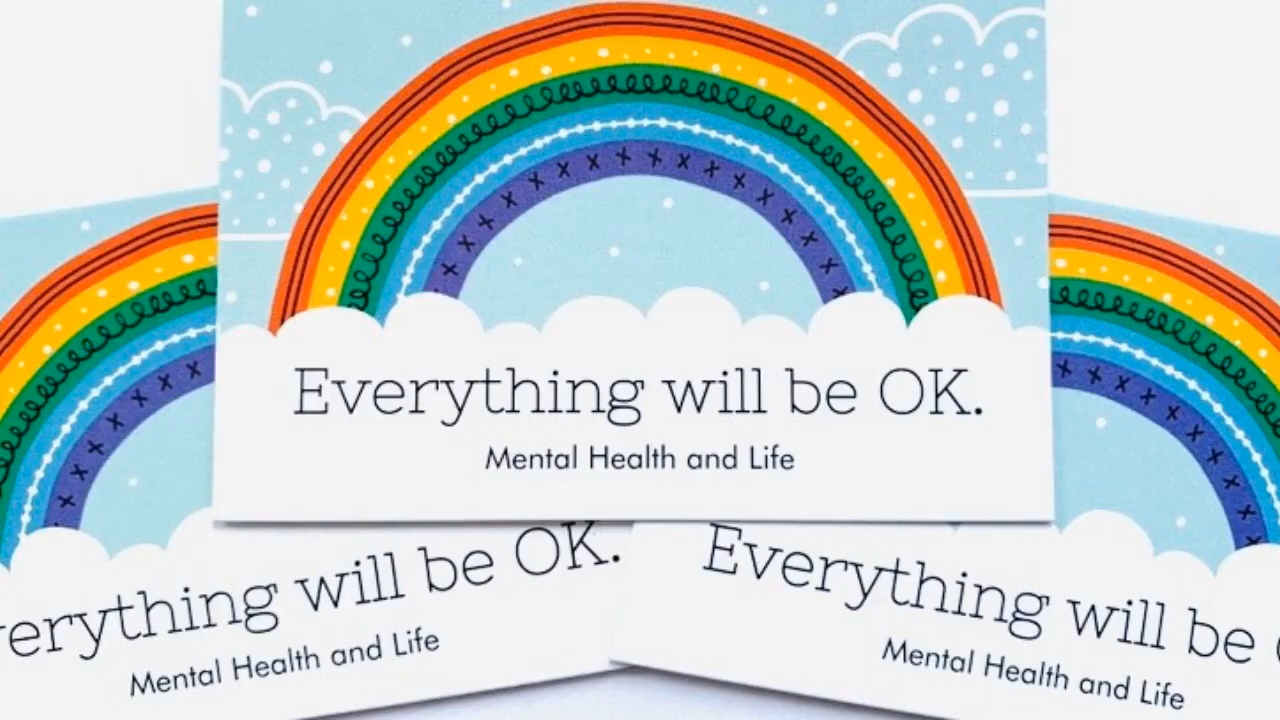 Everything will be OK.
Mental Health and Life
verything will be OK.
Mental Health and Life
Everything will be
Mental Health and Life